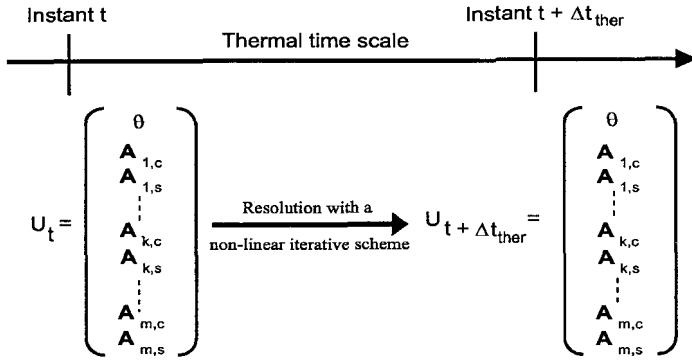 Instant t
Instant t + Δt_ther
Thermal time scale
U_t =
θ
A_1,c
A_1,s
A_k,c
A_k,s
A_m,c
A_m,s
Resolution with a
non-linear iterative scheme
U_t + Δt_ther =
θ
A_1,c
A_1,s
A_k,c
A_k,s
A_m,c
A_m,s